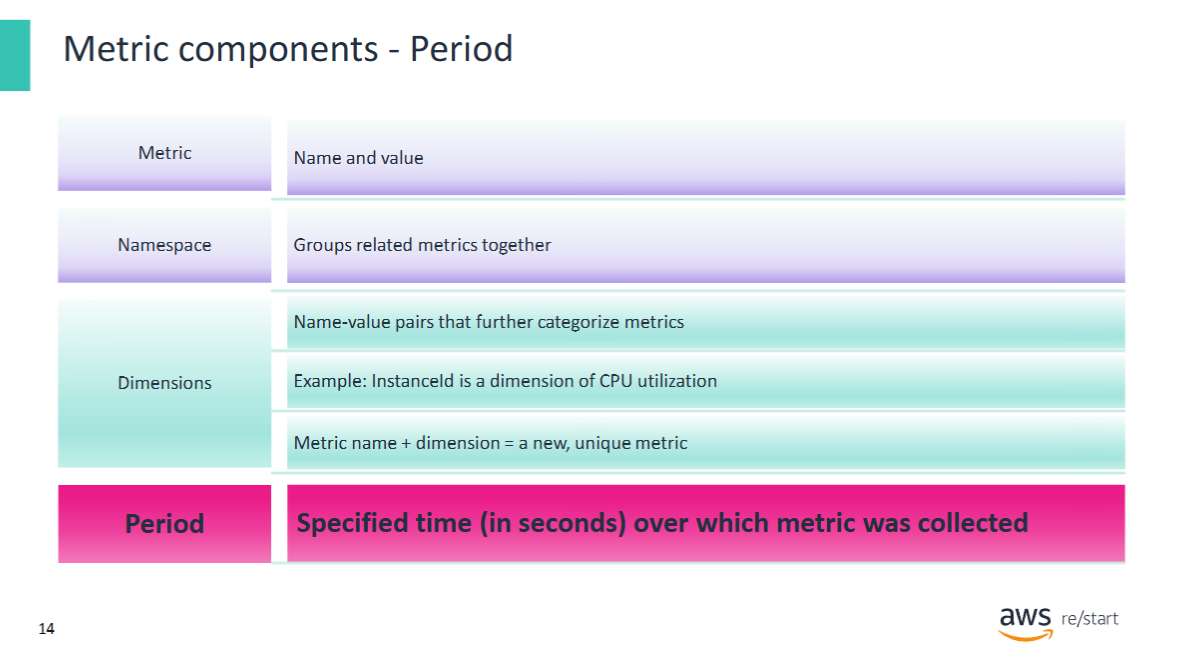 Metric components - Period
Metric
Name and value
Namespace
Groups related metrics together
Dimensions
Name-value pairs that further categorize metrics
Example: InstanceId is a dimension of CPU utilization
Metric name + dimension = a new, unique metric
Period
Specified time (in seconds) over which metric was collected
14
aws re/start